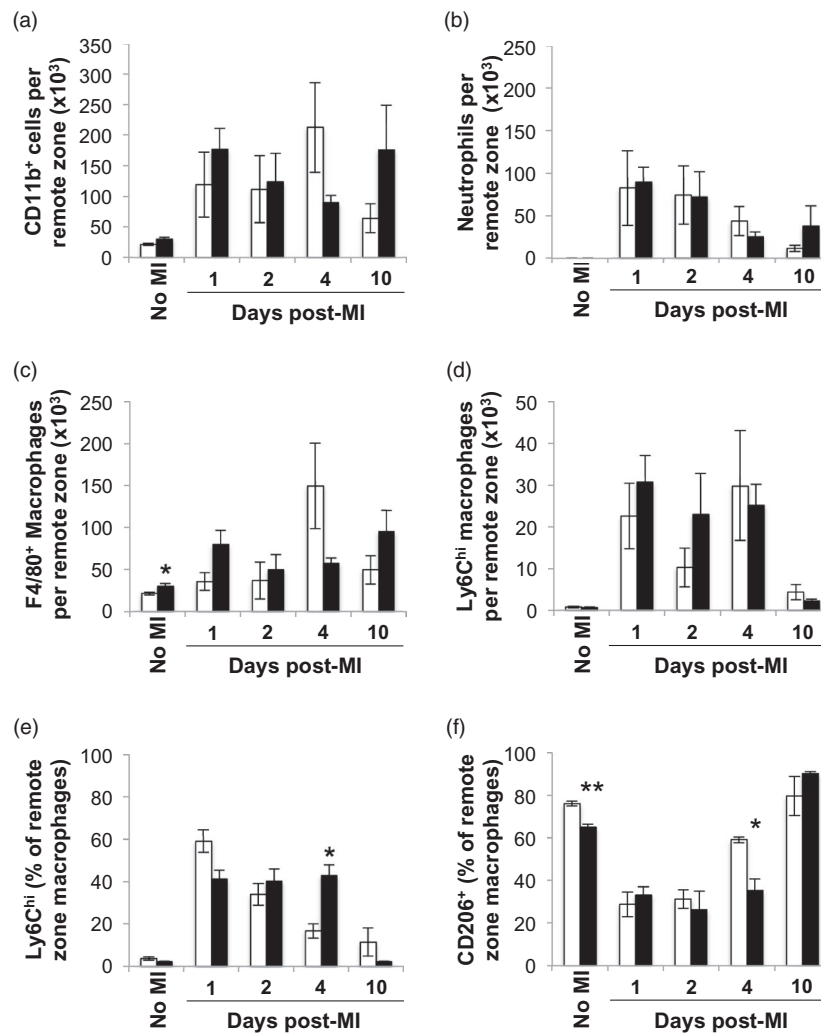 (a)
CD11b⁺ cells per
remote zone (x10³)
350
300
250
200
150
100
50
0
No MI
1 2 4 10
Days post-MI
(b)
Neutrophils per
remote zone (x10³)
250
200
150
100
50
0
No MI
1 2 4 10
Days post-MI
(c)
F4/80⁺ Macrophages
per remote zone (x10³)
250
200
150
100
50
0
*
No MI
1 2 4 10
Days post-MI
(d)
Ly6Cʰⁱ macrophages
per remote zone (x10³)
50
40
30
20
10
0
No MI
1 2 4 10
Days post-MI
(e)
Ly6Cʰⁱ (% of remote
zone macrophages)
100
80
60
40
20
0
*
No MI
1 2 4 10
Days post-MI
(f)
CD206⁺ (% of remote
zone macrophages)
100
80
60
40
20
0
**
*
No MI
1 2 4 10
Days post-MI